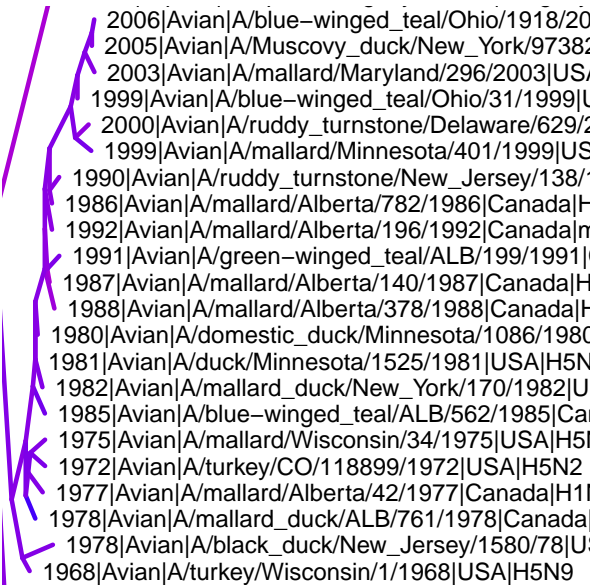 2006|Avian|A/blue−winged_teal/Ohio/1918/20
2005|Avian|A/Muscovy_duck/New_York/97382
2003|Avian|A/mallard/Maryland/296/2003|USA
1999|Avian|A/blue−winged_teal/Ohio/31/1999|U
2000|Avian|A/ruddy_turnstone/Delaware/629/2
1999|Avian|A/mallard/Minnesota/401/1999|US
1990|Avian|A/ruddy_turnstone/New_Jersey/138/1
1986|Avian|A/mallard/Alberta/782/1986|Canada|H
1992|Avian|A/mallard/Alberta/196/1992|Canada|m
1991|Avian|A/green−winged_teal/ALB/199/1991|
1987|Avian|A/mallard/Alberta/140/1987|Canada|H
1988|Avian|A/mallard/Alberta/378/1988|Canada|H
1980|Avian|A/domestic_duck/Minnesota/1086/1980
1981|Avian|A/duck/Minnesota/1525/1981|USA|H5N
1982|Avian|A/mallard_duck/New_York/170/1982|U
1985|Avian|A/blue−winged_teal/ALB/562/1985|Ca
1975|Avian|A/mallard/Wisconsin/34/1975|USA|H5
1972|Avian|A/turkey/CO/118899/1972|USA|H5N2
1977|Avian|A/mallard/Alberta/42/1977|Canada|H1
1978|Avian|A/mallard_duck/ALB/761/1978|Canada|
1978|Avian|A/black_duck/New_Jersey/1580/78|US
1968|Avian|A/turkey/Wisconsin/1/1968|USA|H5N9